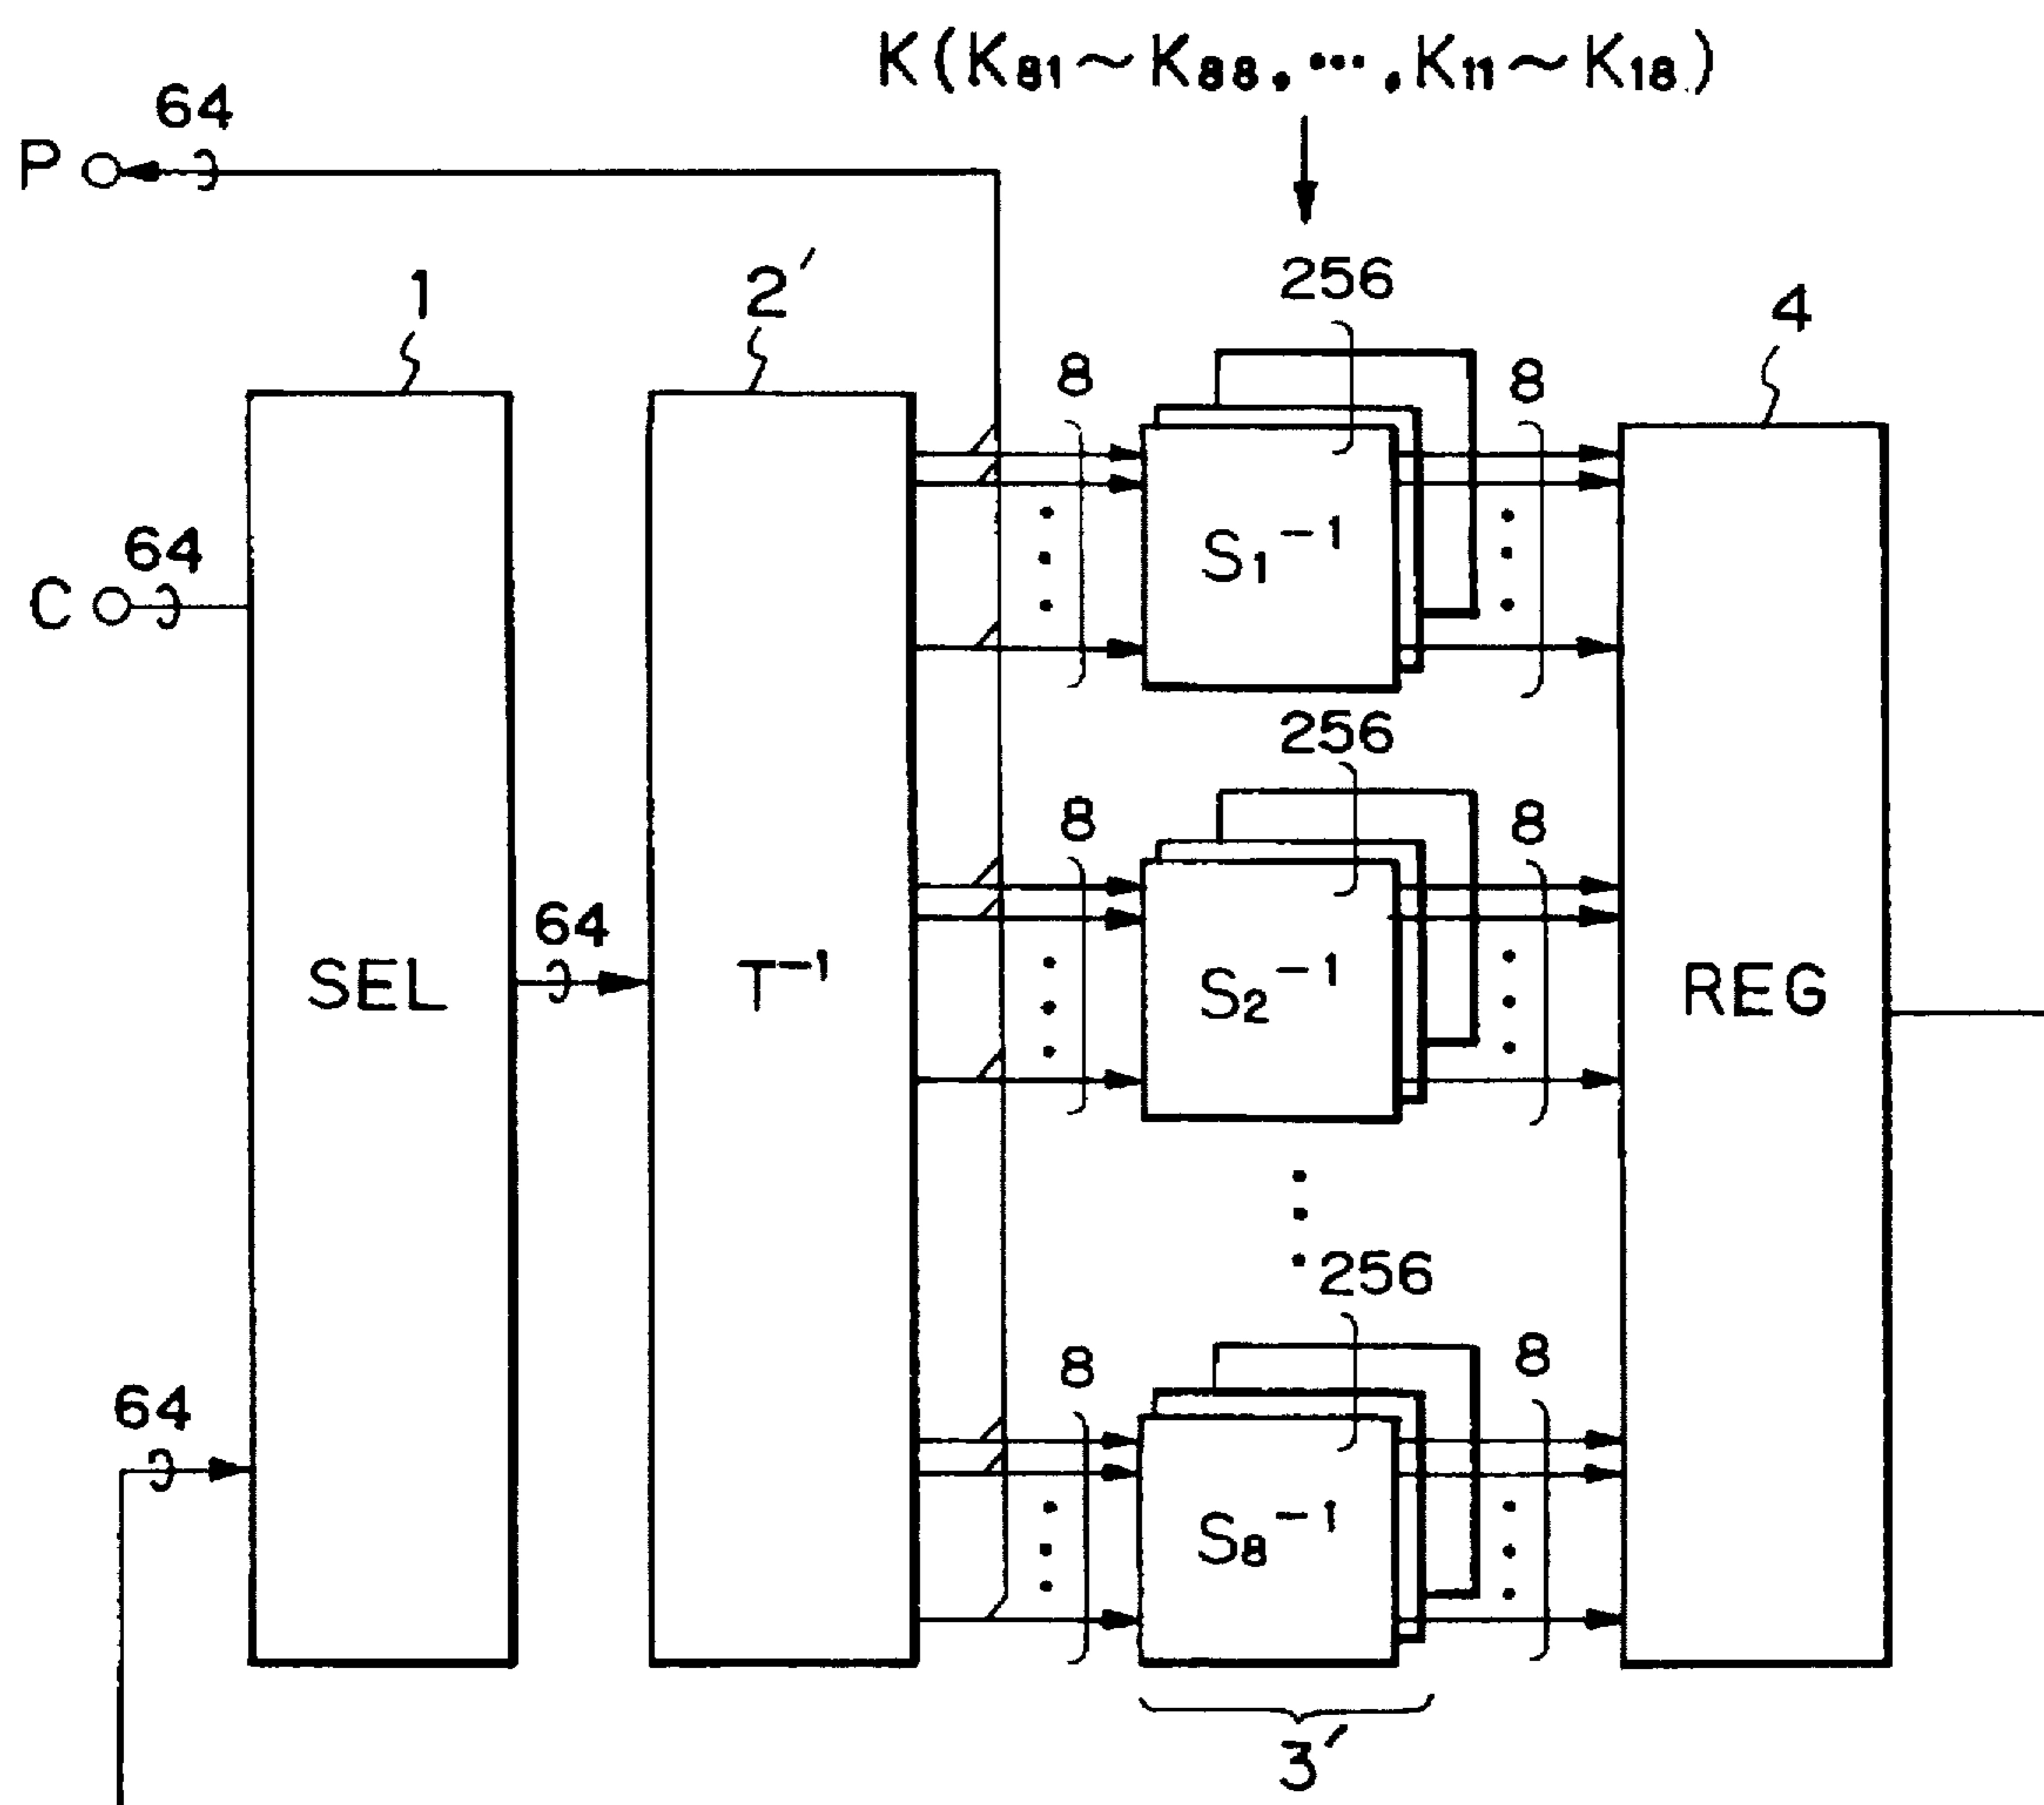 K(K81~K88, ..., K11~K18)
64
P
1
2'
256
4
8
8
S1-1
64
C
256
8
8
SEL
64
T-1
S2-1
REG
256
8
8
64
S8-1
3'